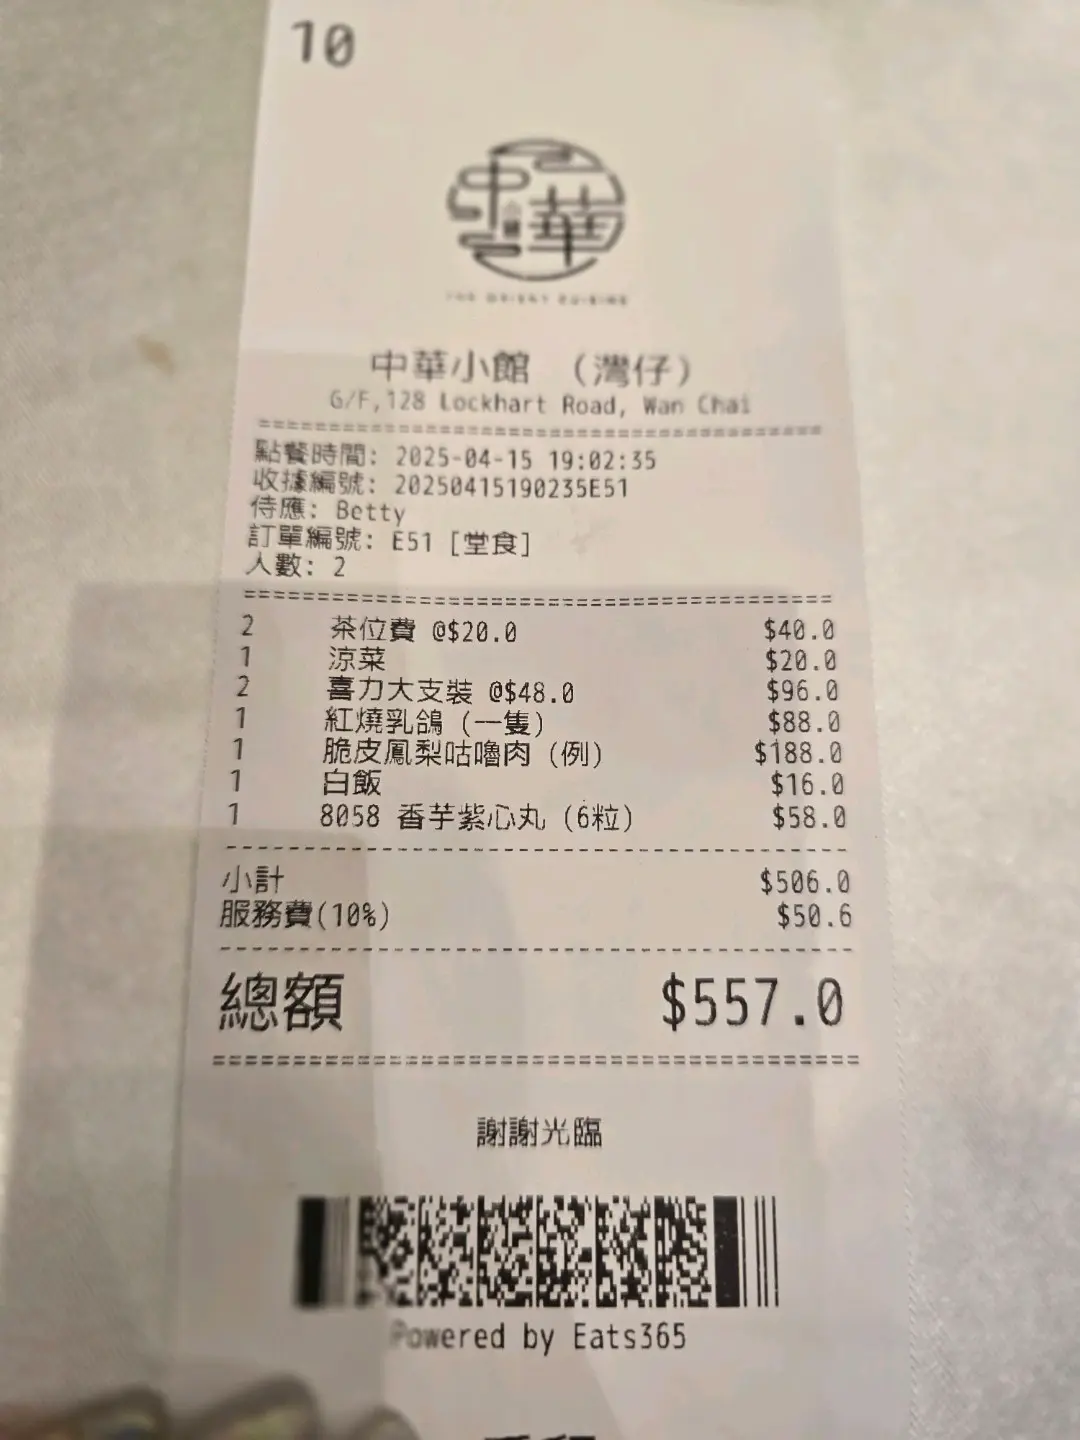 10
中華
THE ORIENT CUISINE
中華小館 （灣仔）
G/F,128 Lockhart Road, Wan Chai
點餐時間: 2025-04-15 19:02:35
收據編號: 20250415190235E51
侍應: Betty
訂單編號: E51 [堂食]
人數: 2
2 茶位費 @$20.0 $40.0
1 涼菜 $20.0
2 喜力大支裝 @$48.0 $96.0
1 紅燒乳鴿 (一隻) $88.0
1 脆皮鳳梨咕嚕肉 (例) $188.0
1 白飯 $16.0
1 8058 香芋紫心丸 (6粒) $58.0
小計 $506.0
服務費(10%) $50.6
總額 $557.0
謝謝光臨
Powered by Eats365